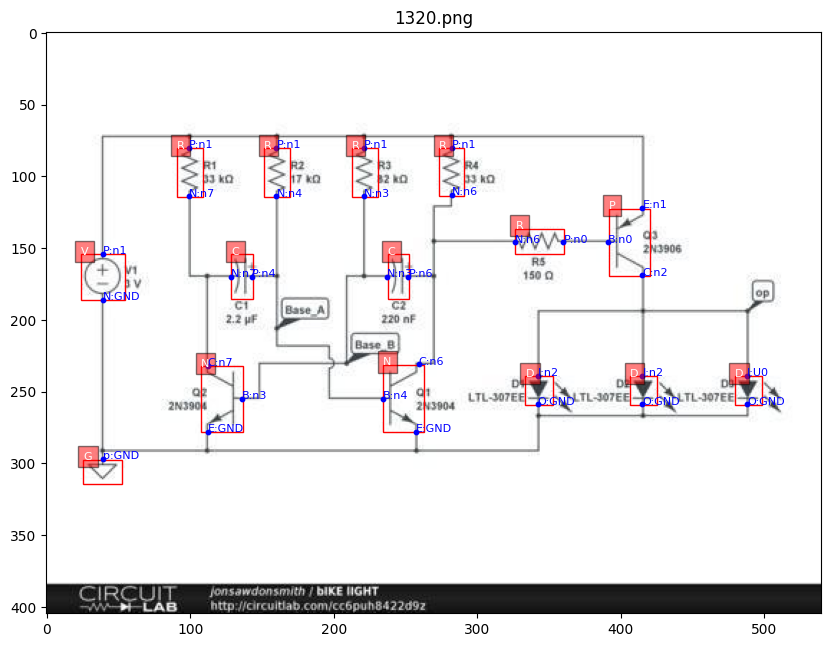 1320.png
R P:n1 R P:n1 R P:n1 R P:n1
R1
33 kΩ
R2
17 kΩ
R3
82 kΩ
R4
33 kΩ
N:n7 N:n4 N:n3 N:n6
P E:n1
R N:n6 P:n0 B:n0
Q3
2N3906
R5
150 Ω
V P:n1
V1
3 V
N:GND
C N:n7 P:n4
C1
2.2 µF
C N:n3 P:n6
C2
220 nF
C:n2
op
Base_A
Base_B
N C:n7
Q2
2N3904
B:n3
E:GND
N C:n6
B:n4
Q1
2N3904
E:GND
D I:n2 D I:n2 D I:U0
D1
LTL-307EE
D2
LTL-307EE
D3
LTL-307EE
O:GND O:GND O:GND
G p:GND
CIRCUIT
LAB
jonsawdonsmith / bIKE lIGHT
http://circuitlab.com/cc6puh8422d9z
0
50
100
150
200
250
300
350
400
0 100 200 300 400 500